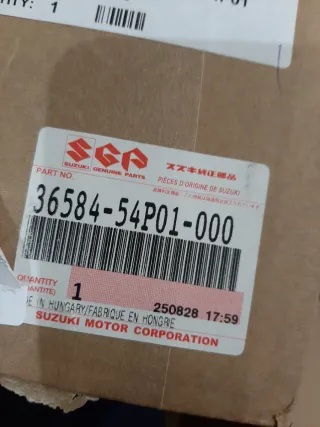 1
SGP
SUZUKI GENUINE PARTS
スズキ純正部品
PART NO.
PIÈCES D'ORIGINE DE SUZUKI
36584-54P01-000
QUANTITY
1
250828 17:59
IN HUNGARY/FABRIQUE EN HONGRIE
SUZUKI MOTOR CORPORATION